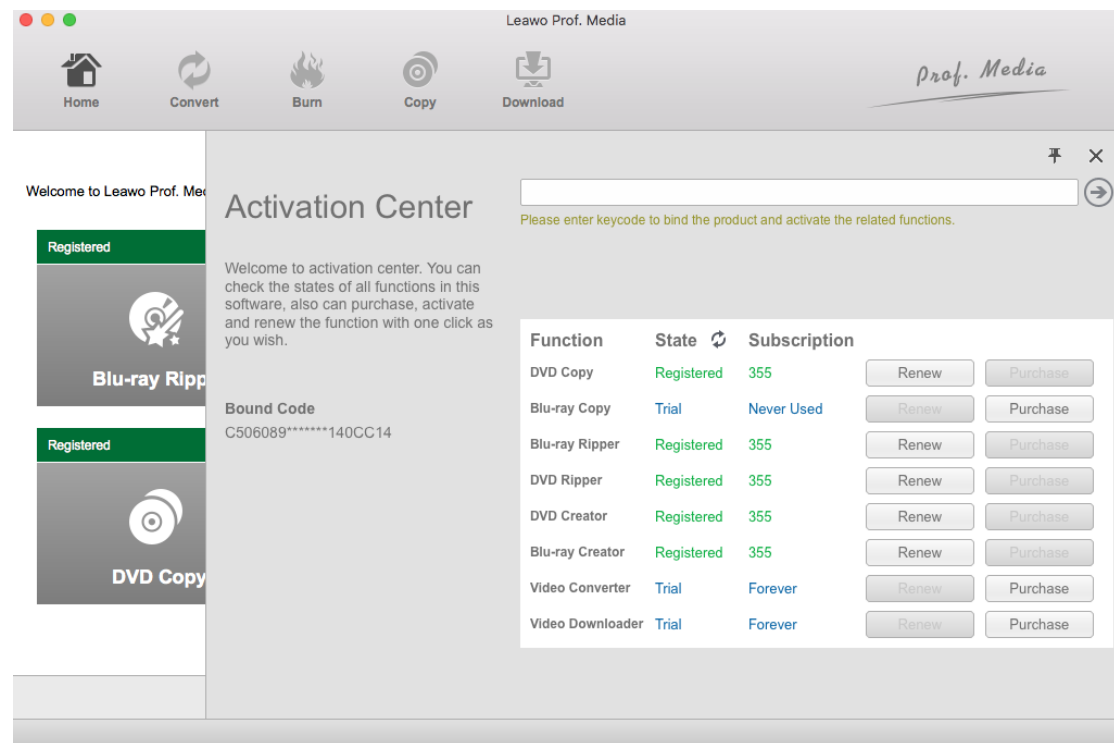 Leawo Prof. Media
Home Convert Burn Copy Download
Prof. Media
Welcome to Leawo Prof. Med
Registered
Blu-ray Ripp
Registered
DVD Copy
Activation Center
Welcome to activation center. You can
check the states of all functions in this
software, also can purchase, activate
and renew the function with one click as
you wish.
Bound Code
C506089*******140CC14
Please enter keycode to bind the product and activate the related functions.
Function State Subscription
DVD Copy Registered 355 Renew Purchase
Blu-ray Copy Trial Never Used Renew Purchase
Blu-ray Ripper Registered 355 Renew Purchase
DVD Ripper Registered 355 Renew Purchase
DVD Creator Registered 355 Renew Purchase
Blu-ray Creator Registered 355 Renew Purchase
Video Converter Trial Forever Renew Purchase
Video Downloader Trial Forever Renew Purchase